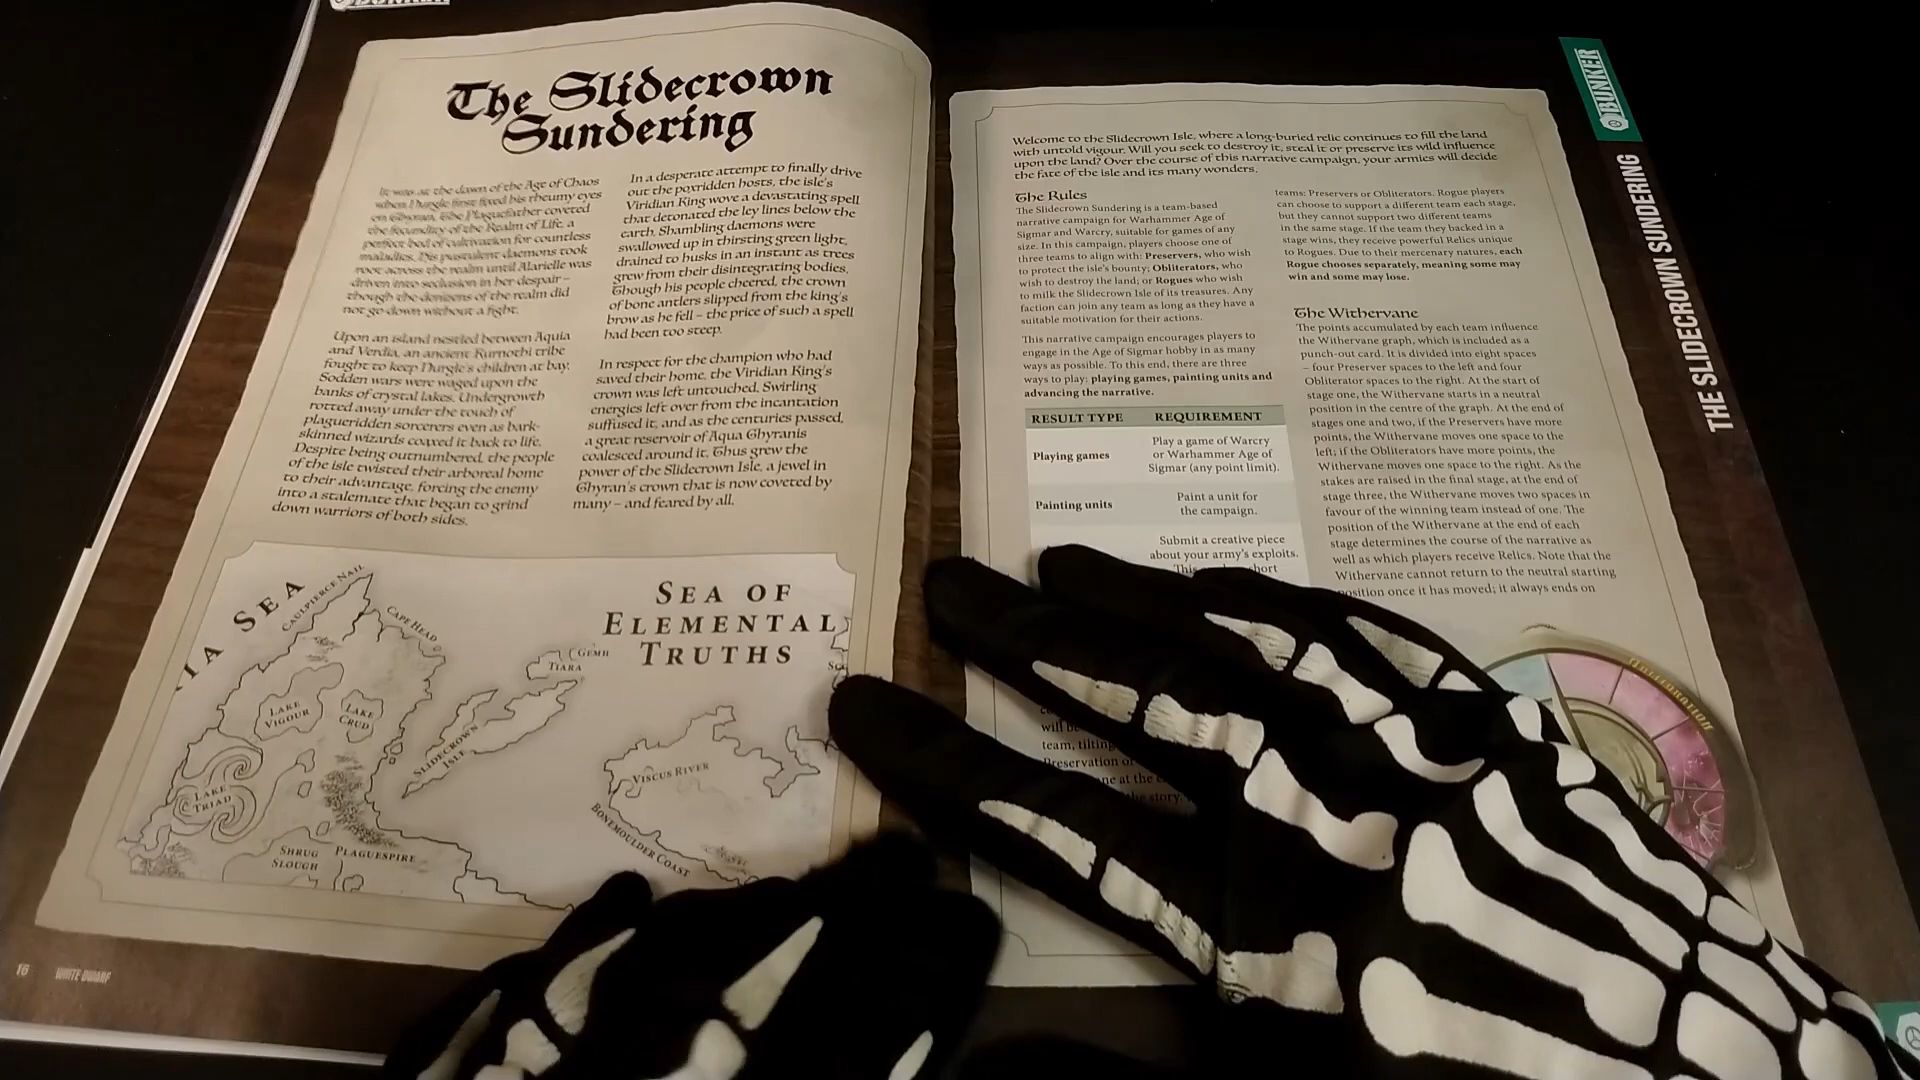 BUNKER
The Slidecrown
Sundering
It was at the dawn of the Age of Chaos
when Nurgle first fixed his rheumy eyes
on Ghyran. The Plaguefather coveted
the fecundity of the Realm of Life, a
perfect bed of cultivation for countless
maladies. His pustulent daemons took
root across the realm until Alarielle was
driven into seclusion in her despair –
though the denizens of the realm did
not go down without a fight.
Upon an island nestled between Aquia
and Verdia, an ancient Kurnothi tribe
fought to keep Nurgle's children at bay.
Sodden wars were waged upon the
banks of crystal lakes. Undergrowth
rotted away under the touch of
plagueridden sorcerers even as bark-
skinned wizards coaxed it back to life.
Despite being outnumbered, the people
of the isle twisted their arboreal home
to their advantage, forcing the enemy
into a stalemate that began to grind
down warriors of both sides.
In a desperate attempt to finally drive
out the poxridden hosts, the isle's
Viridian King wove a devastating spell
that detonated the ley lines below the
earth. Shambling daemons were
swallowed up in thirsting green light,
drained to husks in an instant as trees
grew from their disintegrating bodies.
Though his people cheered, the crown
of bone antlers slipped from the king's
brow as he fell – the price of such a spell
had been too steep.
In respect for the champion who had
saved their home, the Viridian King's
crown was left untouched. Swirling
energies left over from the incantation
suffused it, and as the centuries passed,
a great reservoir of Aqua Ghyranis
coalesced around it. Thus grew the
power of the Slidecrown Isle, a jewel in
Ghyran's crown that is now coveted by
many – and feared by all.
IA SEA
CAULPIERCE NAIL
CAPE HEAD
SEA OF
ELEMENTAL
TRUTHS
GEMH
TIARA
LAKE
VIGOUR
LAKE
CRUD
SLIDECROWN
ISLE
VISCUS RIVER
LAKE
TRIAD
BONEMOULDER COAST
SHRUG
SLOUGH
PLAGUESPIRE
16 WHITE DWARF
Welcome to the Slidecrown Isle, where a long-buried relic continues to fill the land
with untold vigour. Will you seek to destroy it, steal it or preserve its wild influence
upon the land? Over the course of this narrative campaign, your armies will decide
the fate of the isle and its many wonders.
The Rules
The Slidecrown Sundering is a team-based
narrative campaign for Warhammer Age of
Sigmar and Warcry, suitable for games of any
size. In this campaign, players choose one of
three teams to align with: Preservers, who wish
to protect the isle's bounty; Obliterators, who
wish to destroy the land; or Rogues who wish
to milk the Slidecrown Isle of its treasures. Any
faction can join any team as long as they have a
suitable motivation for their actions.
This narrative campaign encourages players to
engage in the Age of Sigmar hobby in as many
ways as possible. To this end, there are three
ways to play: playing games, painting units and
advancing the narrative.
RESULT TYPE REQUIREMENT
Playing games
Play a game of Warcry
or Warhammer Age of
Sigmar (any point limit).
Painting units
Paint a unit for
the campaign.
Submit a creative piece
about your army's exploits.
This short
will be
team, tilting
Preservation or
ne at the
the story.
teams: Preservers or Obliterators. Rogue players
can choose to support a different team each stage,
but they cannot support two different teams
in the same stage. If the team they backed in a
stage wins, they receive powerful Relics unique
to Rogues. Due to their mercenary natures, each
Rogue chooses separately, meaning some may
win and some may lose.
The Withervane
The points accumulated by each team influence
the Withervane graph, which is included as a
punch-out card. It is divided into eight spaces
– four Preserver spaces to the left and four
Obliterator spaces to the right. At the start of
stage one, the Withervane starts in a neutral
position in the centre of the graph. At the end of
stages one and two, if the Preservers have more
points, the Withervane moves one space to the
left; if the Obliterators have more points, the
Withervane moves one space to the right. As the
stakes are raised in the final stage, at the end of
stage three, the Withervane moves two spaces in
favour of the winning team instead of one. The
position of the Withervane at the end of each
stage determines the course of the narrative as
well as which players receive Relics. Note that the
Withervane cannot return to the neutral starting
position once it has moved; it always ends on
OBLITERATION
BUNKER
THE SLIDECROWN SUNDERING